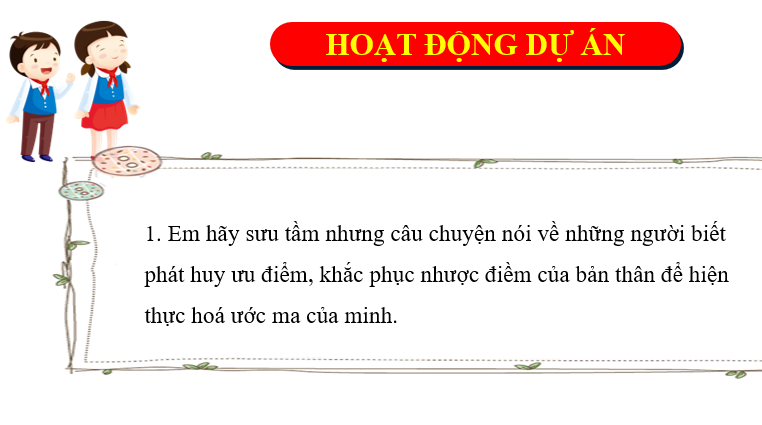 HOẠT ĐỘNG DỰ ÁN
1. Em hãy sưu tầm nhưng câu chuyện nói về những người biết
phát huy ưu điểm, khắc phục nhược điềm của bản thân để hiện
thực hoá ước ma của minh.